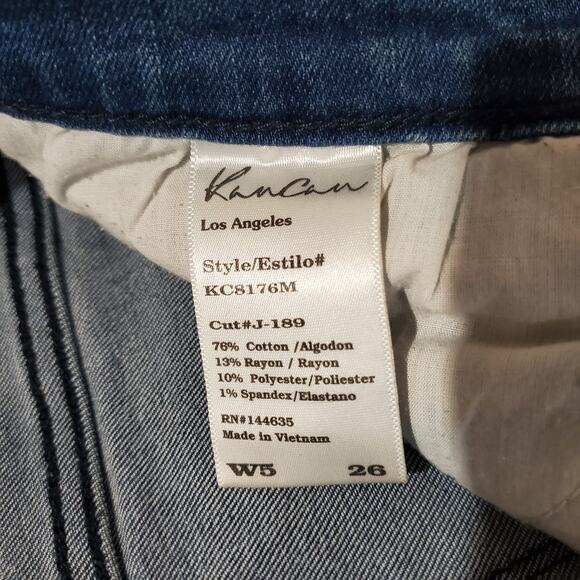 KanCan
Los Angeles
Style/Estilo#
KC8176M
Cut#J-189
76% Cotton /Algodon
13% Rayon / Rayon
10% Polyester/Poliester
1% Spandex/Elastano
RN#144635
Made in Vietnam
W5 26